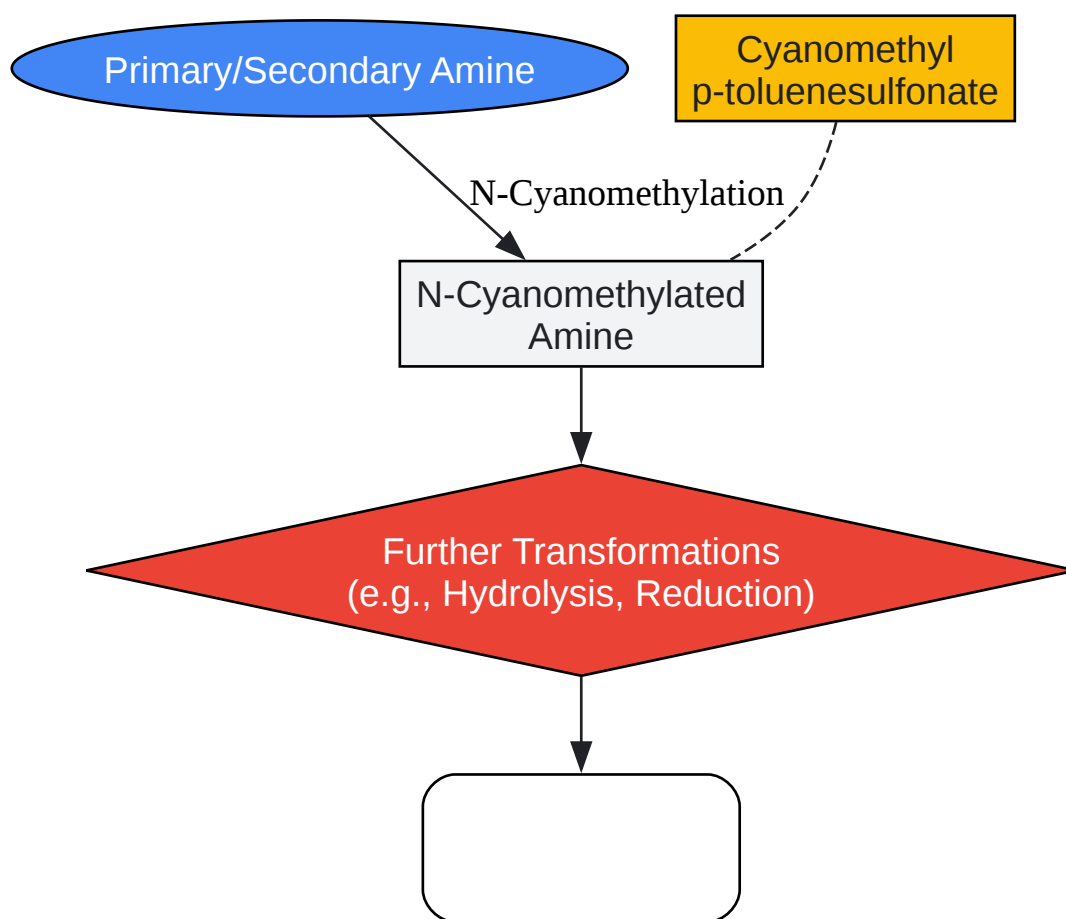 Primary/Secondary Amine
Cyanomethyl
p-toluenesulfonate
N-Cyanomethylation
N-Cyanomethylated
Amine
Further Transformations
(e.g., Hydrolysis, Reduction)